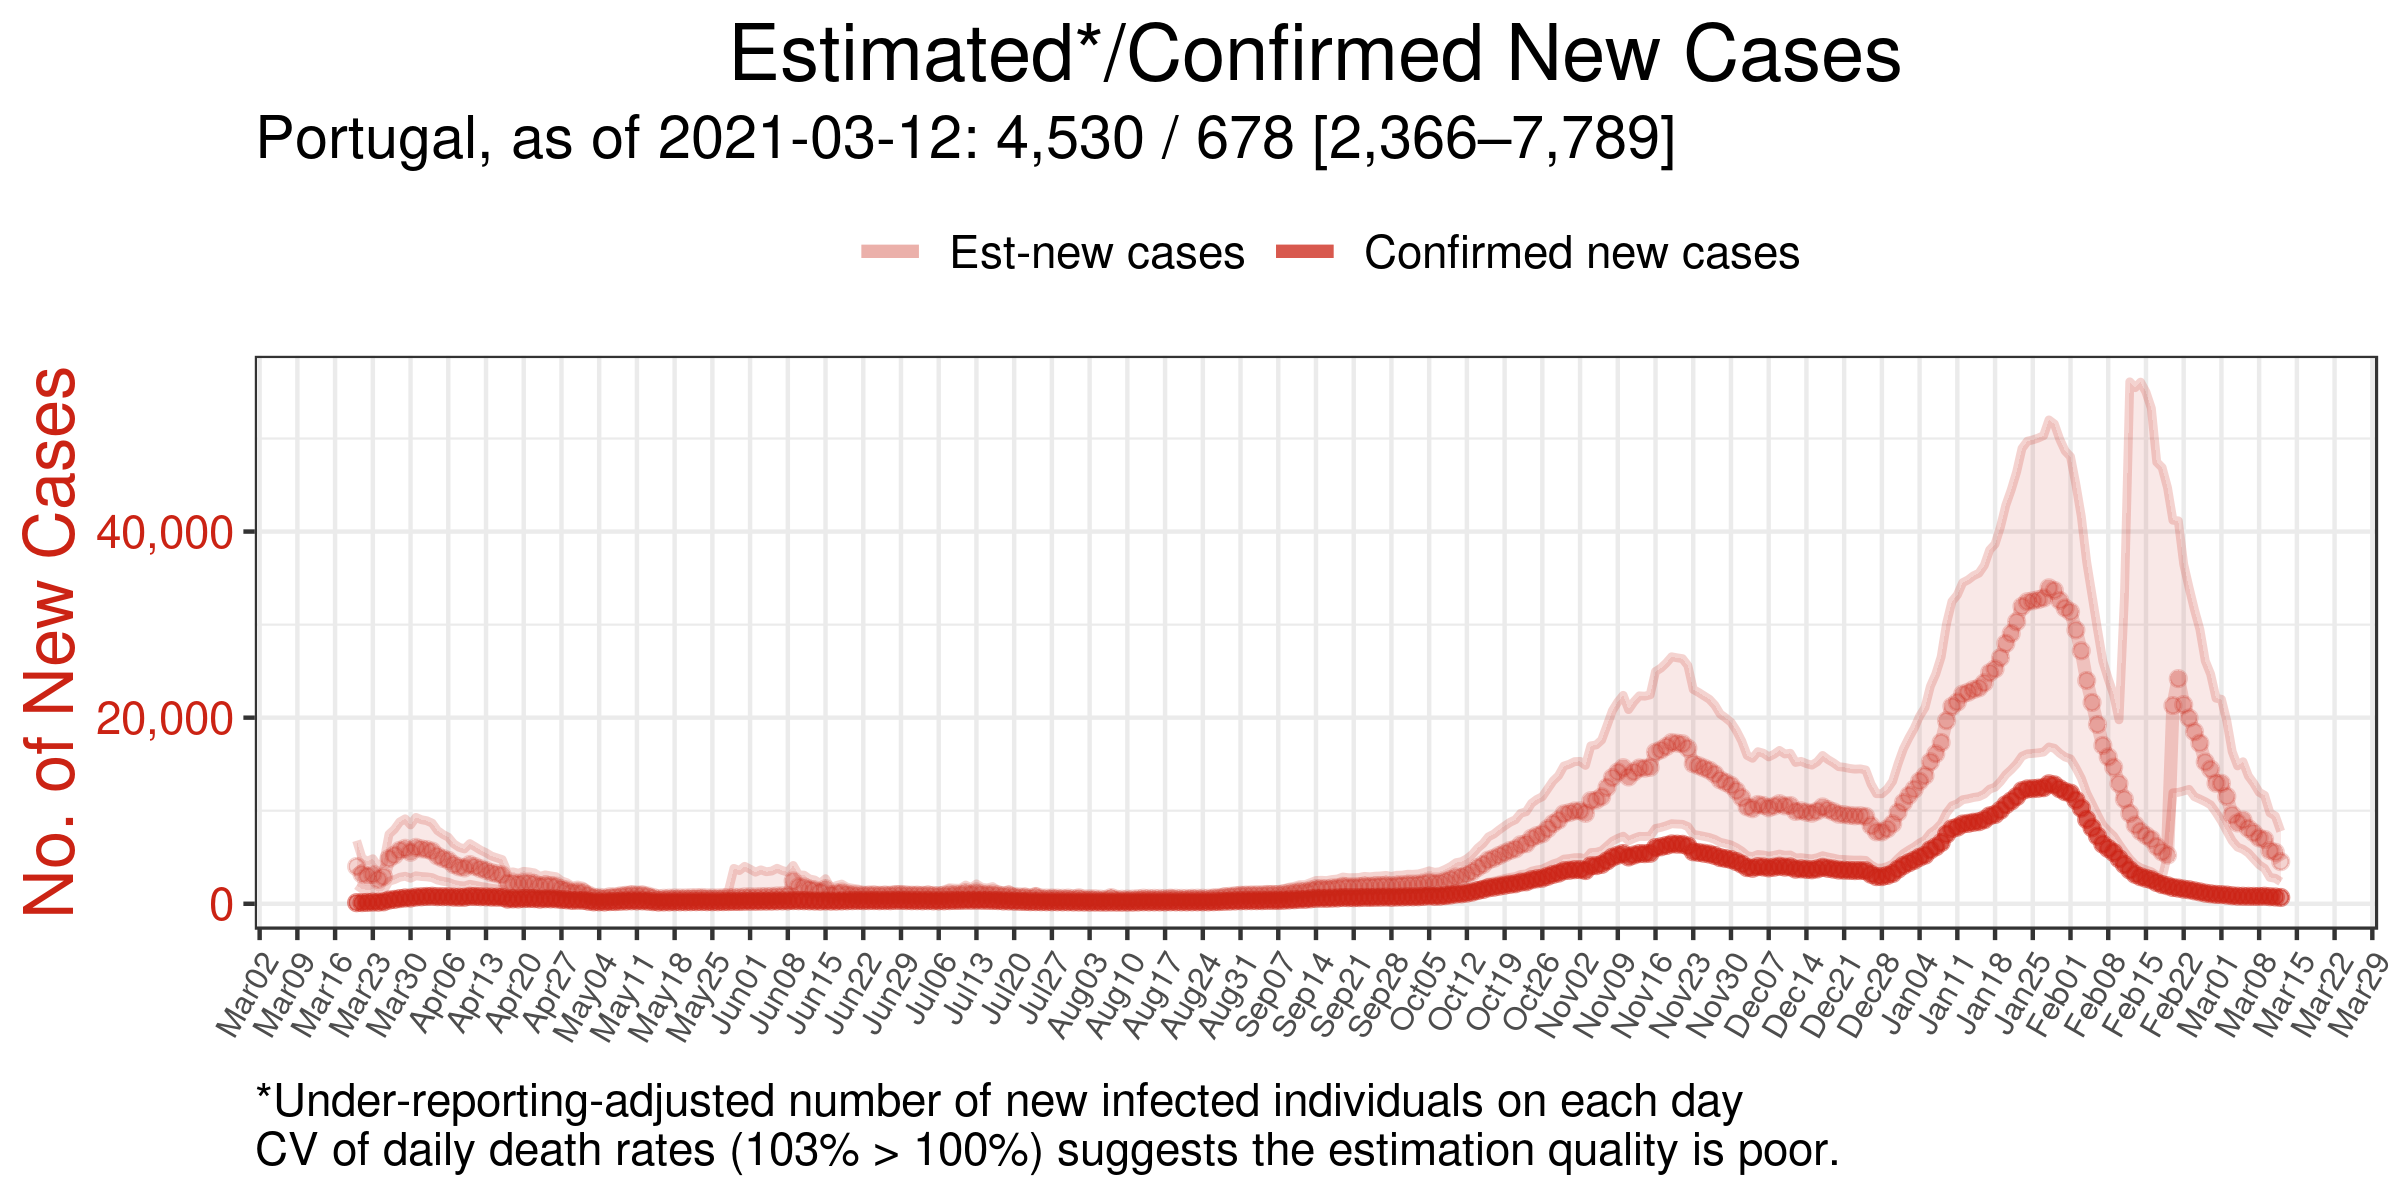 Estimated*/Confirmed New Cases
Portugal, as of 2021-03-12: 4,530 / 678 [2,366–7,789]
Est-new cases Confirmed new cases
No. of New Cases
40,000
20,000
0
Mar02 Mar09 Mar16 Mar23 Mar30 Apr06 Apr13 Apr20 Apr27 May04 May11 May18 May25 Jun01 Jun08 Jun15 Jun22 Jun29 Jul06 Jul13 Jul20 Jul27 Aug03 Aug10 Aug17 Aug24 Aug31 Sep07 Sep14 Sep21 Sep28 Oct05 Oct12 Oct19 Oct26 Nov02 Nov09 Nov16 Nov23 Nov30 Dec07 Dec14 Dec21 Dec28 Jan04 Jan11 Jan18 Jan25 Feb01 Feb08 Feb15 Feb22 Mar01 Mar08 Mar15 Mar22 Mar29
*Under-reporting-adjusted number of new infected individuals on each day
CV of daily death rates (103% > 100%) suggests the estimation quality is poor.